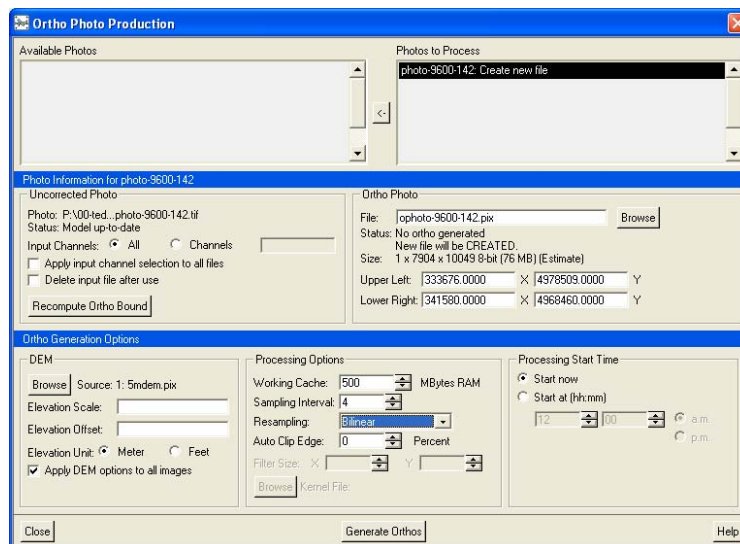 Ortho Photo Production
Available Photos
Photos to Process
photo-9600-142: Create new file
<-
Photo Information for photo-9600-142
Uncorrected Photo
Photo: P:\00-ted...photo-9600-142.tif
Status: Model up-to-date
Input Channels: All Channels
Apply input channel selection to all files
Delete input file after use
Recompute Ortho Bound
Ortho Photo
File: ophoto-9600-142.pix Browse
Status: No ortho generated
New file will be CREATED.
Size: 1 x 7904 x 10049 8-bit (76 MB) (Estimate)
Upper Left: 333676.0000 X 4978509.0000 Y
Lower Right: 341580.0000 X 4968460.0000 Y
Ortho Generation Options
DEM
Browse Source: 1: 5mdem.pix
Elevation Scale:
Elevation Offset:
Elevation Unit: Meter Feet
Apply DEM options to all images
Processing Options
Working Cache: 500 MBytes RAM
Sampling Interval: 4
Resampling: Bilinear
Auto Clip Edge: 0 Percent
Filter Size: X Y
Browse Kernel File:
Processing Start Time
Start now
Start at (hh:mm)
12 00 a.m.
p.m.
Close
Generate Orthos
Help